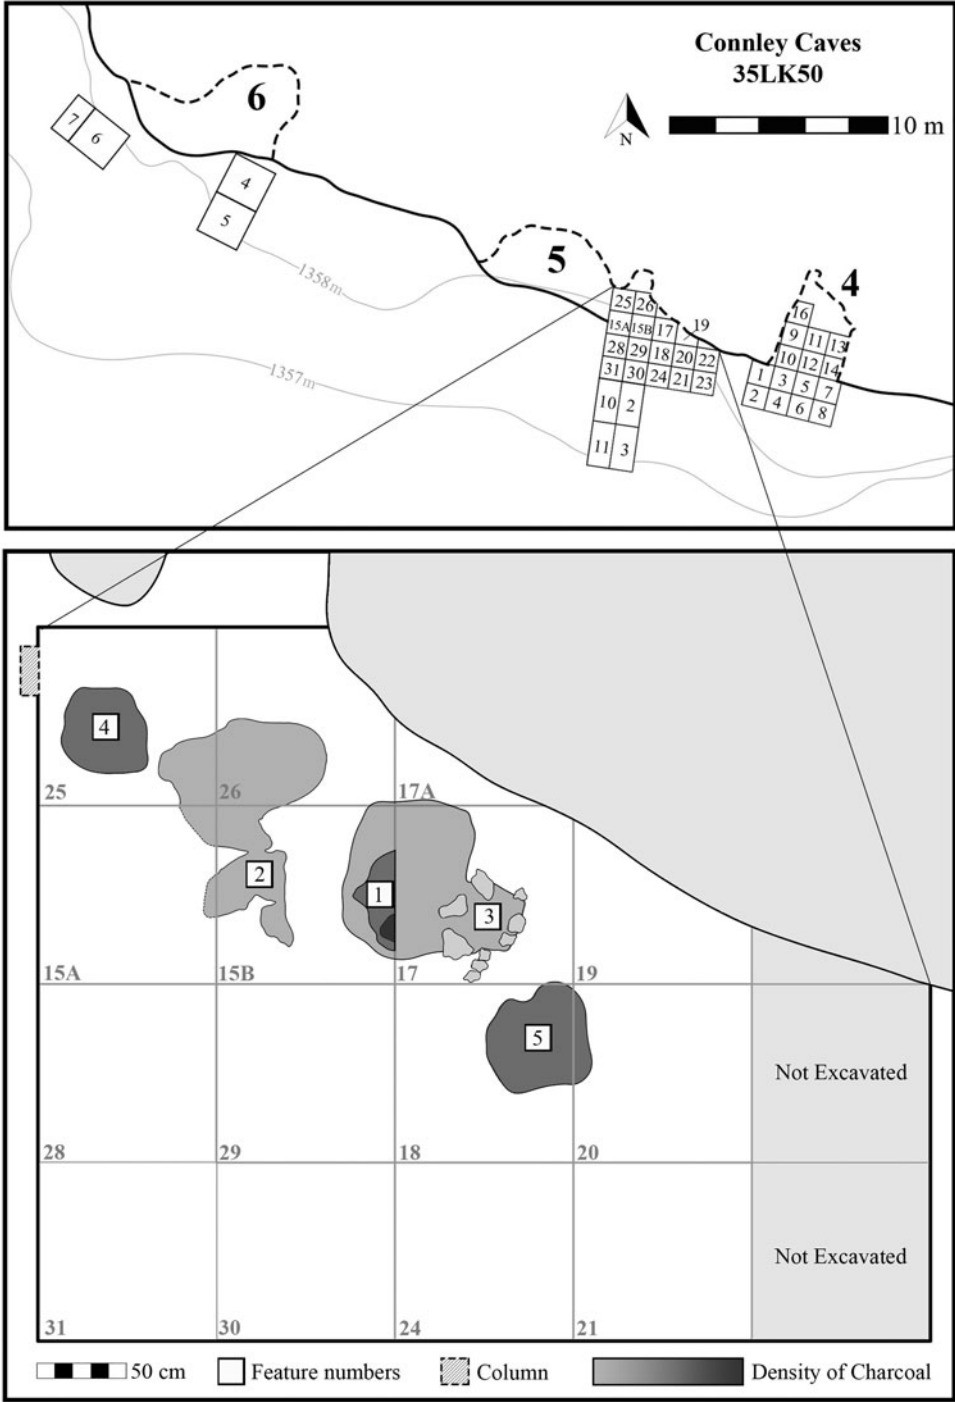 Connley Caves
35LK50
6
7
6
N
10 m
4
5
5
4
1358m
25 26
16
19
15A 15B 17
9 11 13
28 29 18 20 22
10 12 14
31 30 24 21 23
1 3 5 7
1357m
2 4 6 8
10 2
11 3
4
25
26
17A
2
1
3
15A
15B
17
19
5
Not Excavated
28
29
18
20
Not Excavated
31
30
24
21
50 cm
Feature numbers
Column
Density of Charcoal